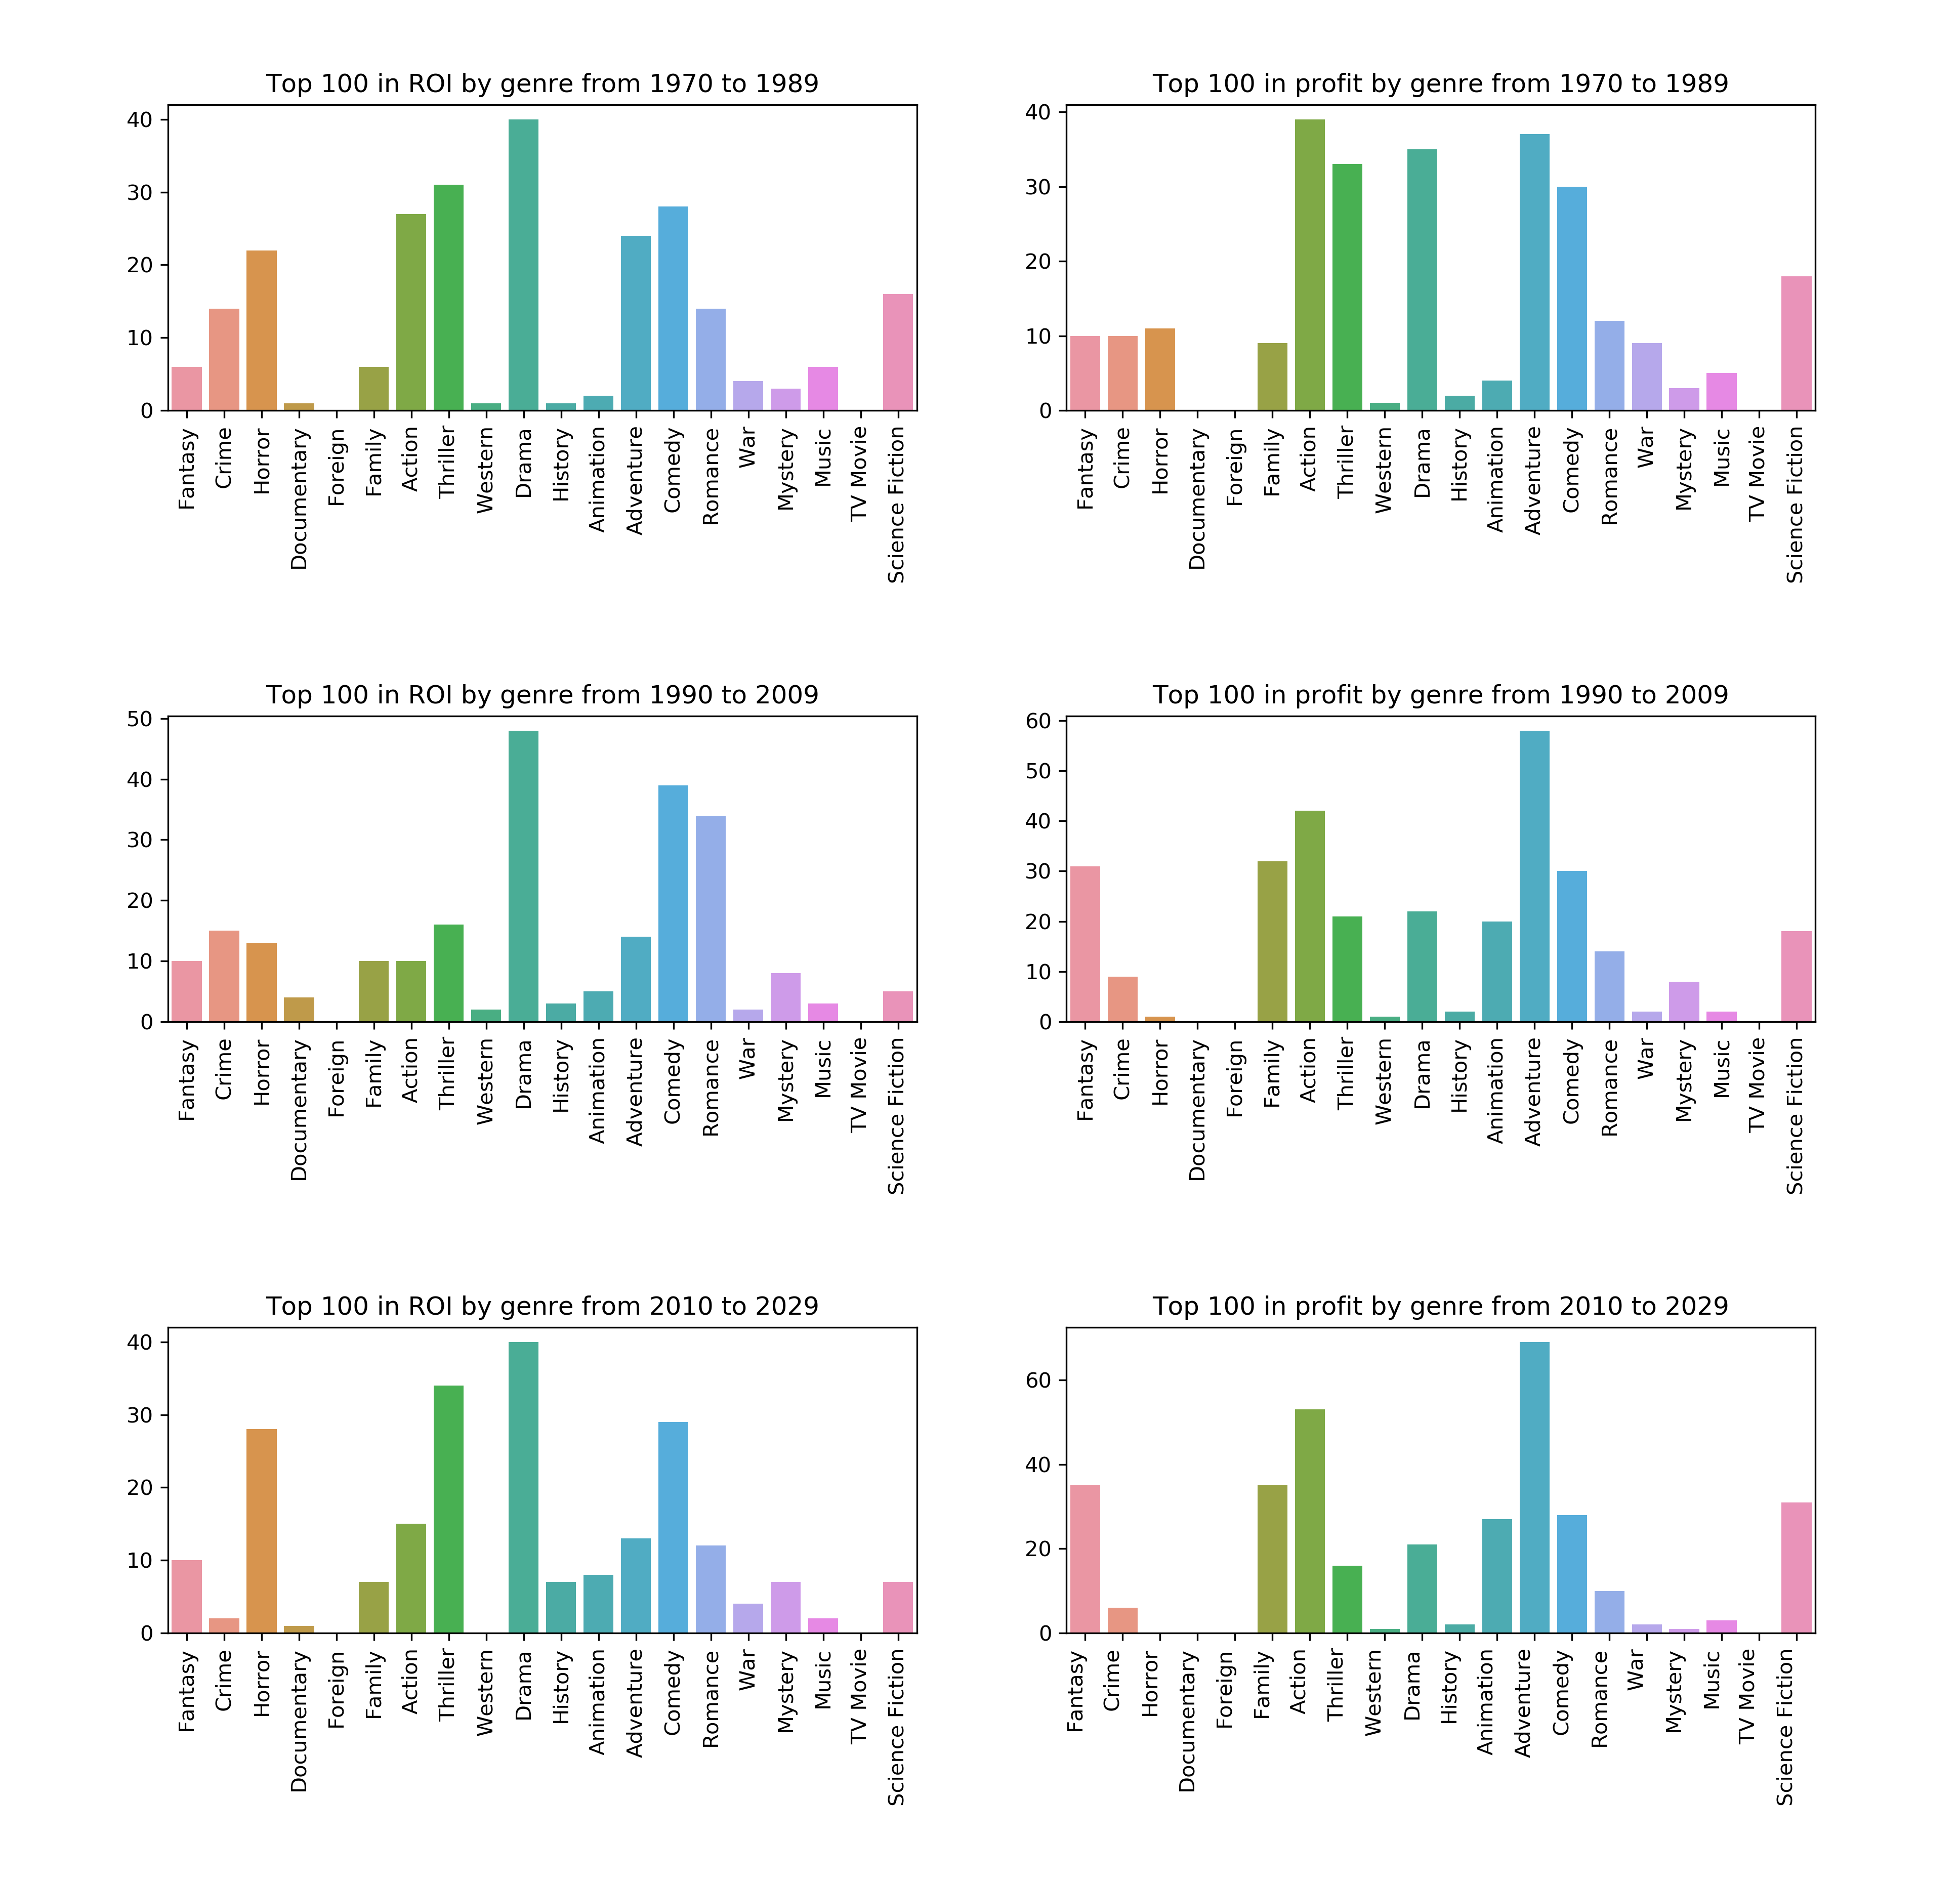 Top 100 in ROI by genre from 1970 to 1989
40
30
20
10
0
Fantasy
Crime
Horror
Documentary
Foreign
Family
Action
Thriller
Western
Drama
History
Animation
Adventure
Comedy
Romance
War
Mystery
Music
TV Movie
Science Fiction
Top 100 in profit by genre from 1970 to 1989
40
30
20
10
0
Fantasy
Crime
Horror
Documentary
Foreign
Family
Action
Thriller
Western
Drama
History
Animation
Adventure
Comedy
Romance
War
Mystery
Music
TV Movie
Science Fiction
Top 100 in ROI by genre from 1990 to 2009
50
40
30
20
10
0
Fantasy
Crime
Horror
Documentary
Foreign
Family
Action
Thriller
Western
Drama
History
Animation
Adventure
Comedy
Romance
War
Mystery
Music
TV Movie
Science Fiction
Top 100 in profit by genre from 1990 to 2009
60
50
40
30
20
10
0
Fantasy
Crime
Horror
Documentary
Foreign
Family
Action
Thriller
Western
Drama
History
Animation
Adventure
Comedy
Romance
War
Mystery
Music
TV Movie
Science Fiction
Top 100 in ROI by genre from 2010 to 2029
40
30
20
10
0
Fantasy
Crime
Horror
Documentary
Foreign
Family
Action
Thriller
Western
Drama
History
Animation
Adventure
Comedy
Romance
War
Mystery
Music
TV Movie
Science Fiction
Top 100 in profit by genre from 2010 to 2029
60
40
20
0
Fantasy
Crime
Horror
Documentary
Foreign
Family
Action
Thriller
Western
Drama
History
Animation
Adventure
Comedy
Romance
War
Mystery
Music
TV Movie
Science Fiction